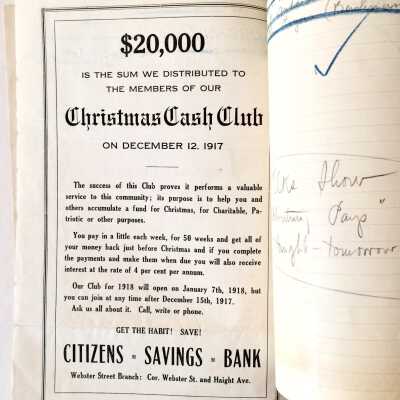 $20,000
IS THE SUM WE DISTRIBUTED TO
THE MEMBERS OF OUR
Christmas Cash Club
ON DECEMBER 12, 1917
The success of this Club proves it performs a valuable
service to this community; its purpose is to help you and
others accumulate a fund for Christmas, for Charitable, Pa-
triotic or other purposes.
You pay in a little each week, for 50 weeks and get all of
your money back just before Christmas and if you complete
the payments and make them when due you will also receive
interest at the rate of 4 per cent per annum.
Our Club for 1918 will open on January 7th, 1918, but
you can join at any time after December 15th, 1917.
Ask us all about it. Call, write or phone.
GET THE HABIT! SAVE!
CITIZENS - SAVINGS - BANK
Webster Street Branch: Cor. Webster St. and Haight Ave.
Show
Pays"
- tomorrow